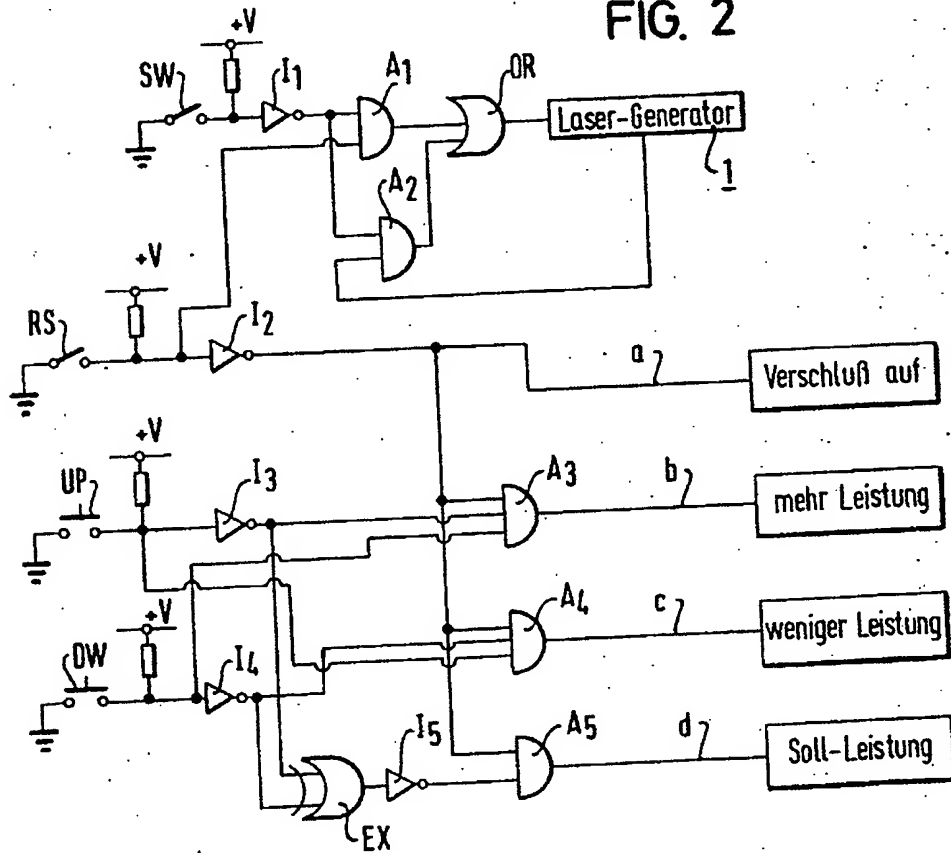 FIG. 2
+V
SW
I1
A1
OR
Laser-Generator
1
A2
+V
RS
I2
a
Verschluß auf
+V
UP
I3
A3
b
mehr Leistung
+V
DW
I4
A4
c
weniger Leistung
I5
A5
d
Soll-Leistung
EX